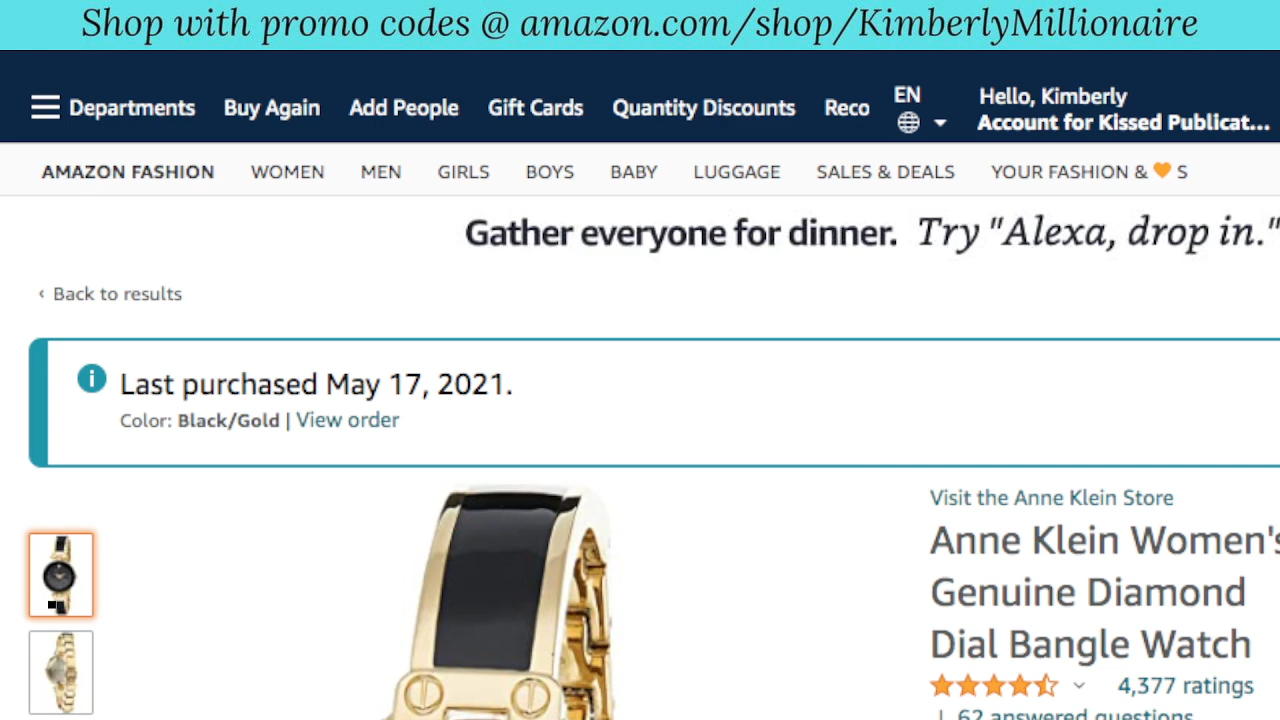 Shop with promo codes @ amazon.com/shop/KimberlyMillionaire
Departments Buy Again Add People Gift Cards Quantity Discounts Reco EN Hello, Kimberly
Account for Kissed Publicat...
AMAZON FASHION WOMEN MEN GIRLS BOYS BABY LUGGAGE SALES & DEALS YOUR FASHION & 🧡 S
Gather everyone for dinner. Try "Alexa, drop in."
‹ Back to results
Last purchased May 17, 2021.
Color: Black/Gold | View order
Visit the Anne Klein Store
Anne Klein Women's
Genuine Diamond
Dial Bangle Watch
4,377 ratings
| 62 answered questions